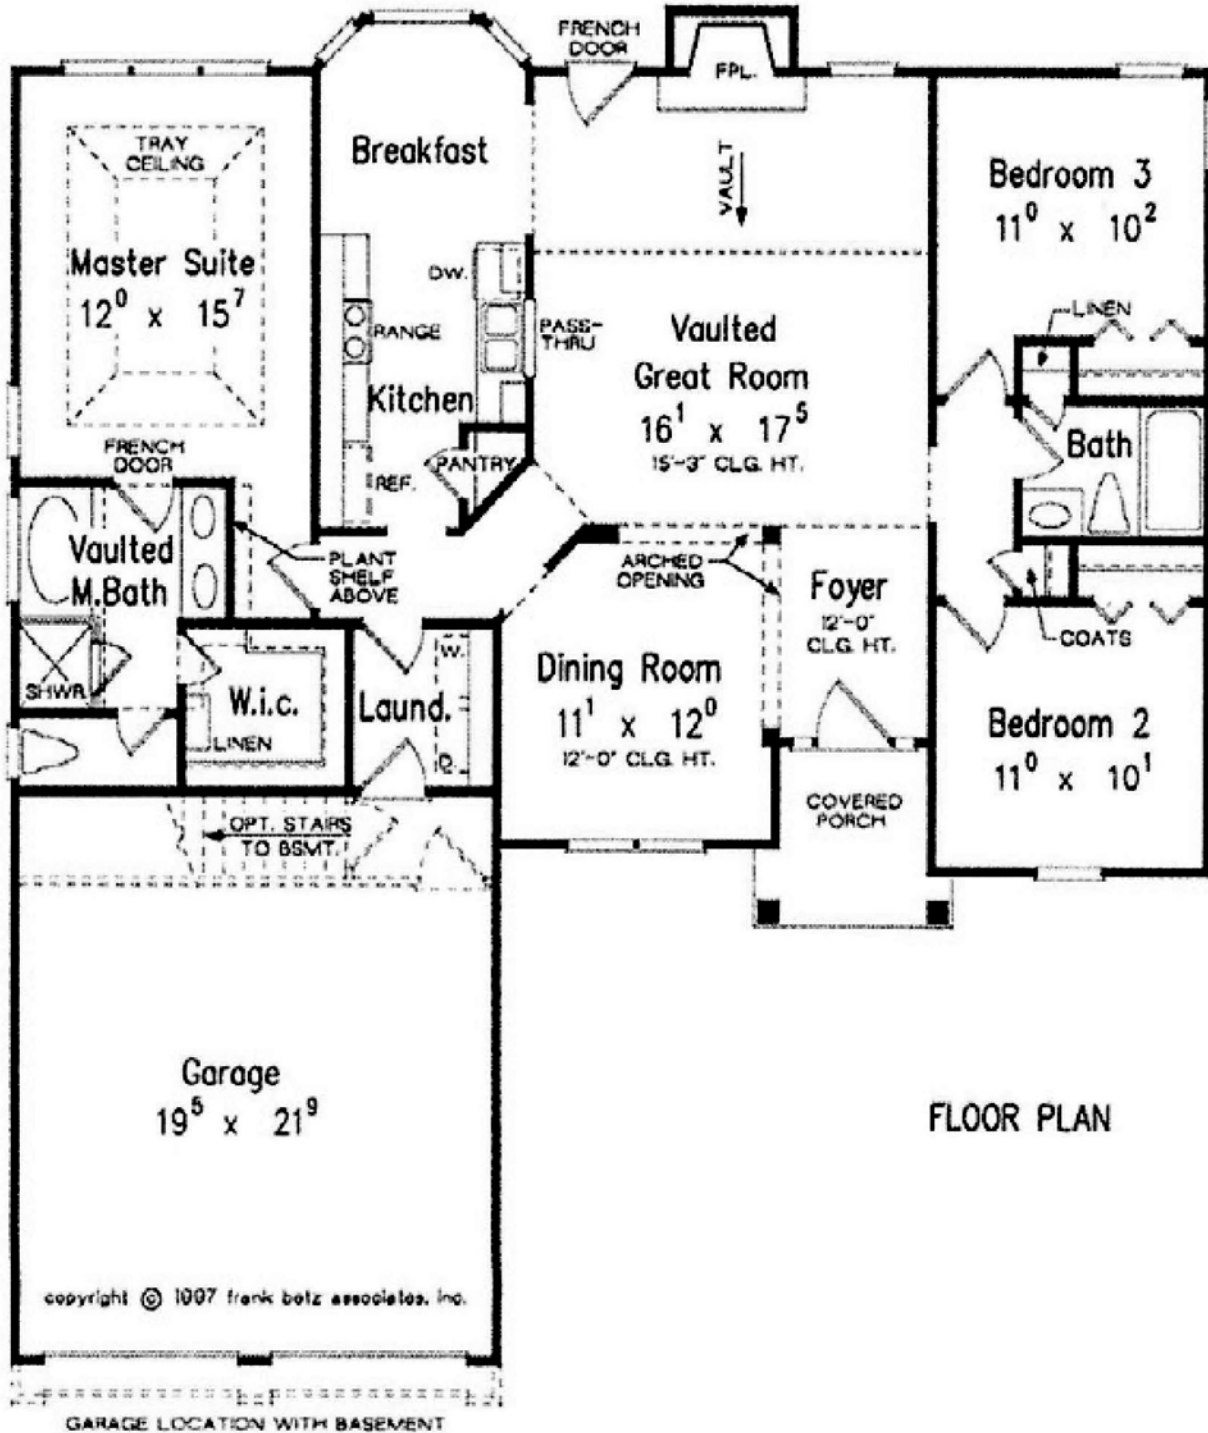 FRENCH
DOOR
FPL.
TRAY
CEILING
Breakfast
VAULT
Bedroom 3
11⁰ x 10²
Master Suite
12⁰ x 15⁷
DW.
RANGE
PASS-
THRU
Vaulted
Great Room
16¹ x 17⁵
15'-3" CLG. HT.
LINEN
Kitchen
Bath
FRENCH
DOOR
PANTRY
REF.
Vaulted
M.Bath
PLANT
SHELF
ABOVE
ARCHED
OPENING
Foyer
12'-0"
CLG. HT.
COATS
SHWR.
W.i.c.
LINEN
Laund.
W.
D.
Dining Room
11¹ x 12⁰
12'-0" CLG. HT.
Bedroom 2
11⁰ x 10¹
COVERED
PORCH
OPT. STAIRS
TO BSMT.
Garage
19⁵ x 21⁹
FLOOR PLAN
copyright © 1997 frank betz associates, inc.
GARAGE LOCATION WITH BASEMENT